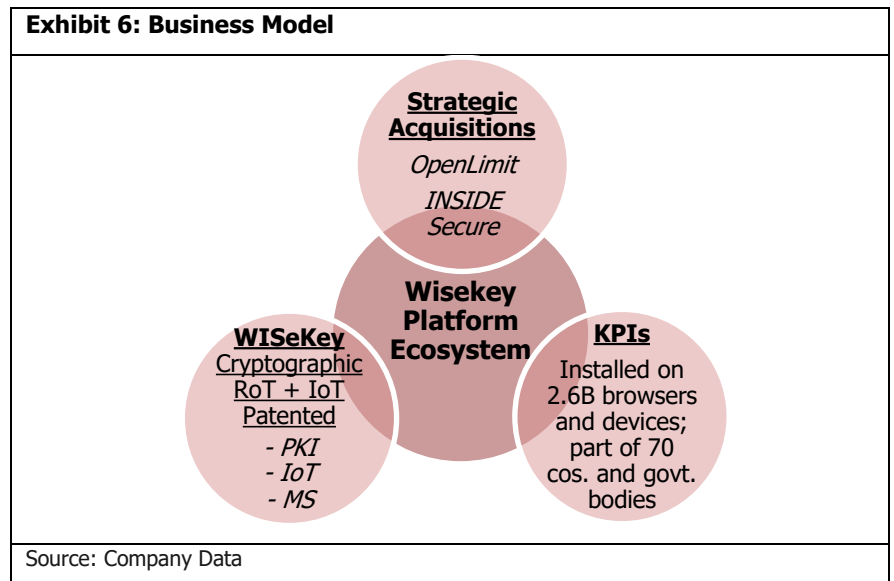 Exhibit 6: Business Model
Strategic
Acquisitions
OpenLimit
INSIDE
Secure
Wisekey
Platform
Ecosystem
WISeKey
Cryptographic
RoT + IoT
Patented
- PKI
- IoT
- MS
KPIs
Installed on
2.6B browsers
and devices;
part of 70
cos. and govt.
bodies
Source: Company Data